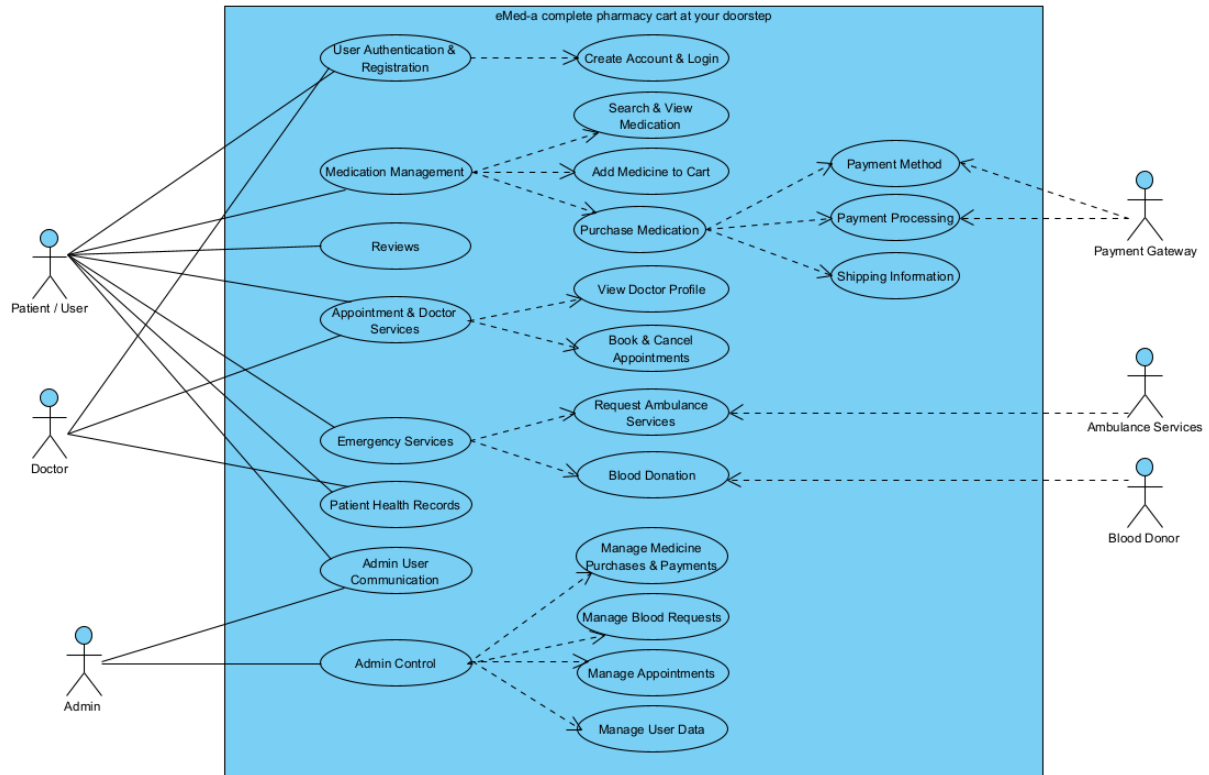 eMed-a complete pharmacy cart at your doorstep
User Authentication &
Registration
Create Account & Login
Search & View
Medication
Medication Management
Add Medicine to Cart
Payment Method
Purchase Medication
Payment Processing
Reviews
Payment Gateway
Shipping Information
Patient / User
View Doctor Profile
Appointment & Doctor
Services
Book & Cancel
Appointments
Request Ambulance
Services
Ambulance Services
Emergency Services
Doctor
Blood Donation
Patient Health Records
Blood Donor
Manage Medicine
Purchases & Payments
Admin User
Communication
Manage Blood Requests
Admin Control
Manage Appointments
Admin
Manage User Data